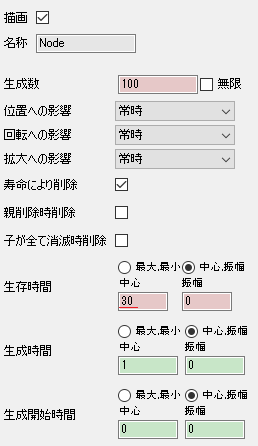 描画
名称 Node
生成数 100 無限
位置への影響 常時
回転への影響 常時
拡大への影響 常時
寿命により削除
親削除時削除
子が全て消滅時削除
最大,最小 中心,振幅
中心 振幅
生存時間 30 0
最大,最小 中心,振幅
中心 振幅
生成時間 1 0
最大,最小 中心,振幅
中心 振幅
生成開始時間 0 0